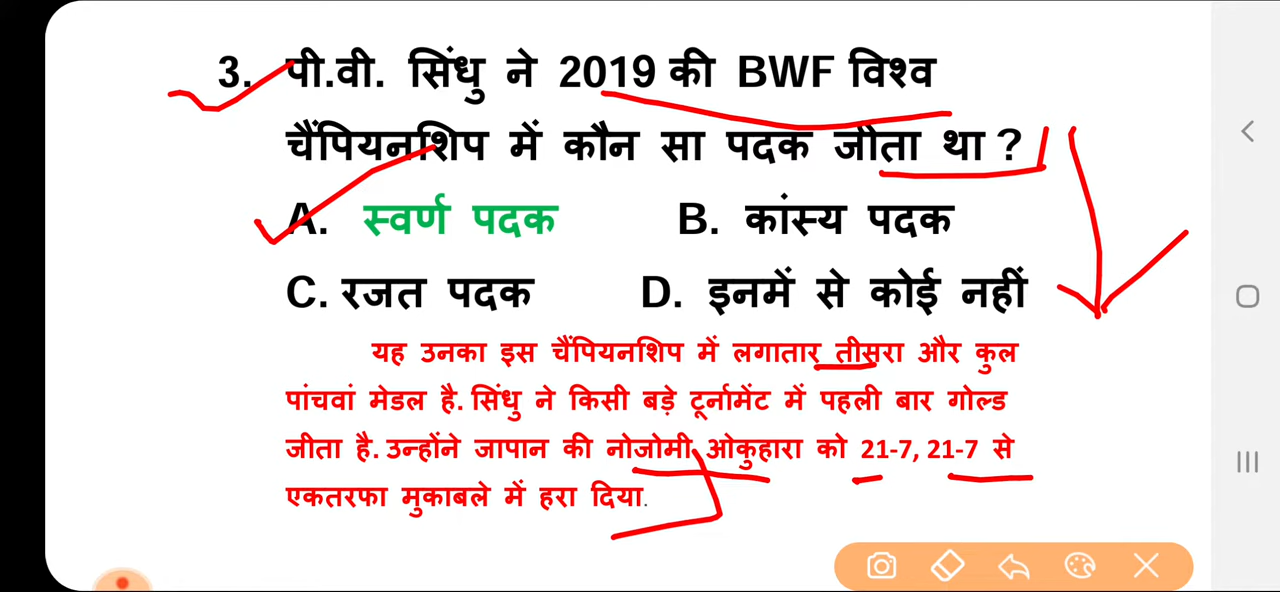 3. पी.वी. सिंधु ने 2019 की BWF विश्व
चैंपियनशिप में कौन सा पदक जीता था ?
A. स्वर्ण पदक B. कांस्य पदक
C. रजत पदक D. इनमें से कोई नहीं
यह उनका इस चैंपियनशिप में लगातार तीसरा और कुल
पांचवां मेडल है. सिंधु ने किसी बड़े टूर्नामेंट में पहली बार गोल्ड
जीता है. उन्होंने जापान की नोजोमी ओकुहारा को 21-7, 21-7 से
एकतरफा मुकाबले में हरा दिया.